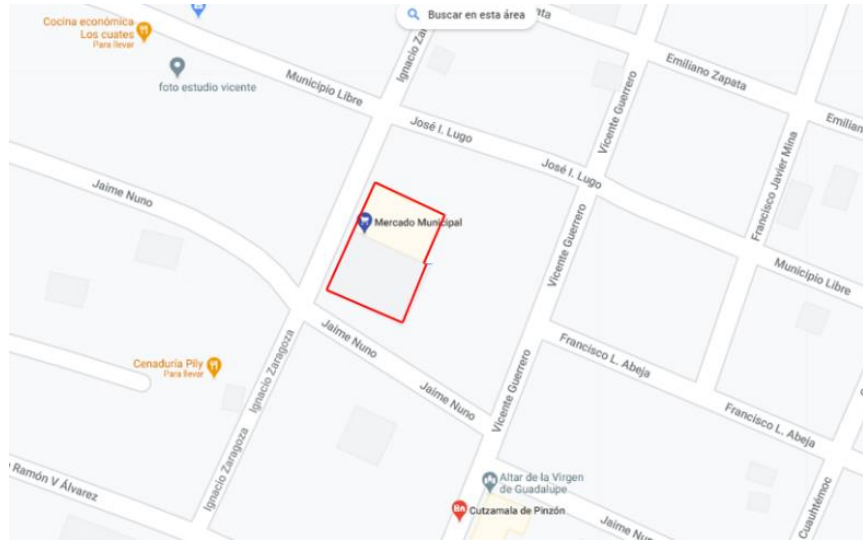 Cocina económica
Los cuates
Para llevar
Buscar en esta área
Zapata
foto estudio vicente
Municipio Libre
Ignacio Za
Emiliano Zapata
Emilian
José I. Lugo
José I. Lugo
Vicente Guerrero
Francisco Javier Mina
Jaime Nuno
Mercado Municipal
Vicente Guerrero
Municipio Libre
Jaime Nuno
Francisco L. Abeja
Cenaduría Pily
Para llevar
Ignacio Zaragoza
Jaime Nuno
Vicente Guerrero
Francisco L. Abeja
Ignacio Zaragoza
Ramón V Álvarez
Altar de la Virgen
de Guadalupe
Cutzamala de Pinzón
Jaime Nuno
Cuauhtémoc